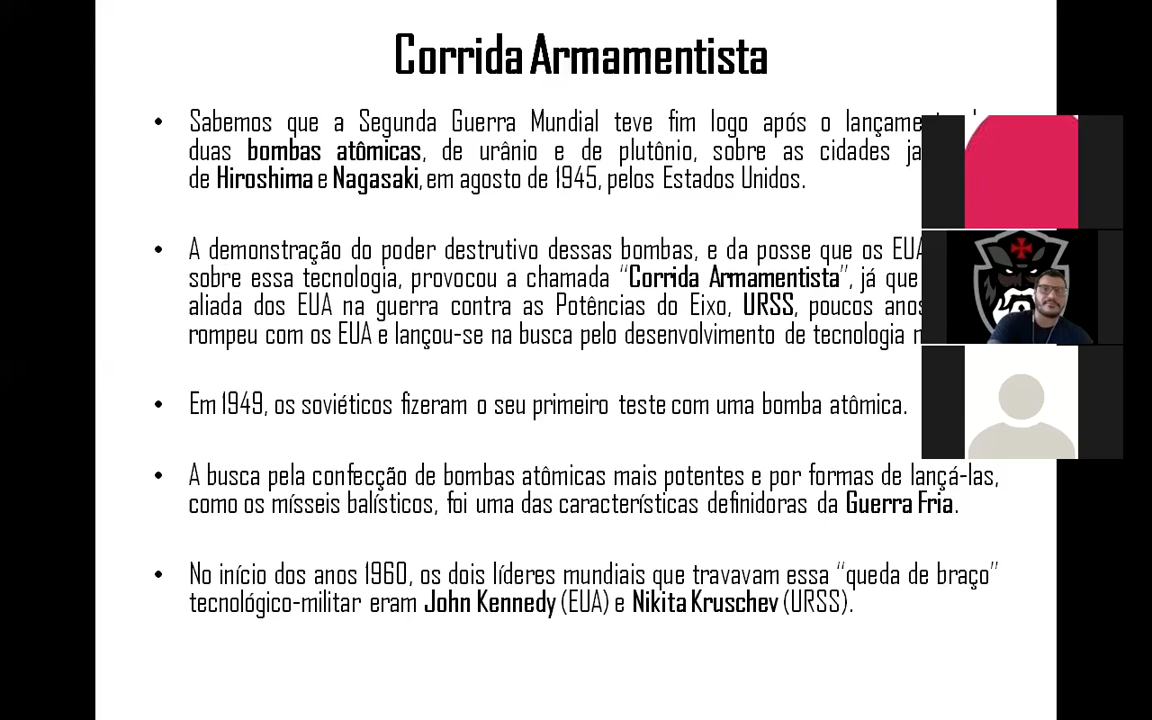 Corrida Armamentista
• Sabemos que a Segunda Guerra Mundial teve fim logo após o
duas bombas atômicas, de urânio e de plutônio, sobre as cidades
de Hiroshima e Nagasaki, em agosto de 1945, pelos Estados Unidos.
• A demonstração do poder destrutivo dessas bombas, e da posse que os EUA
sobre essa tecnologia, provocou a chamada “Corrida Armamentista”, já que
aliada dos EUA na guerra contra as Potências do Eixo, URSS, poucos anos
rompeu com os EUA e lançou-se na busca pelo desenvolvimento de tecnologia
• Em 1949, os soviéticos fizeram o seu primeiro teste com uma bomba atômica.
• A busca pela confecção de bombas atômicas mais potentes e por formas de lançá-las,
como os mísseis balísticos, foi uma das características definidoras da Guerra Fria.
• No início dos anos 1960, os dois líderes mundiais que travavam essa “queda de braço”
tecnológico-militar eram John Kennedy (EUA) e Nikita Kruschev (URSS).